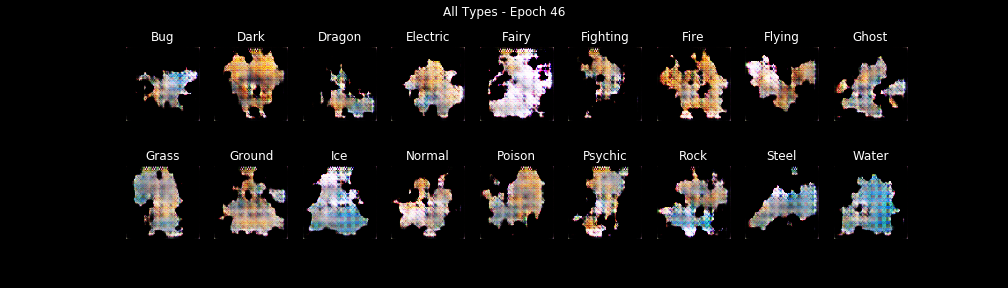 All Types - Epoch 46
Bug Dark Dragon Electric Fairy Fighting Fire Flying Ghost
Grass Ground Ice Normal Poison Psychic Rock Steel Water